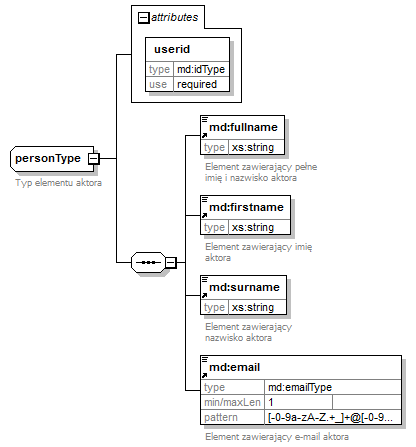 attributes
userid
type md:idType
use required
personType
Typ elementu aktora
md:fullname
type xs:string
Element zawierający pełne
imię i nazwisko aktora
md:firstname
type xs:string
Element zawierający imię
aktora
md:surname
type xs:string
Element zawierający
nazwisko aktora
md:email
type md:emailType
min/maxLen 1
pattern [-0-9a-zA-Z.+_]+@[-0-9...
Element zawierający e-mail aktora